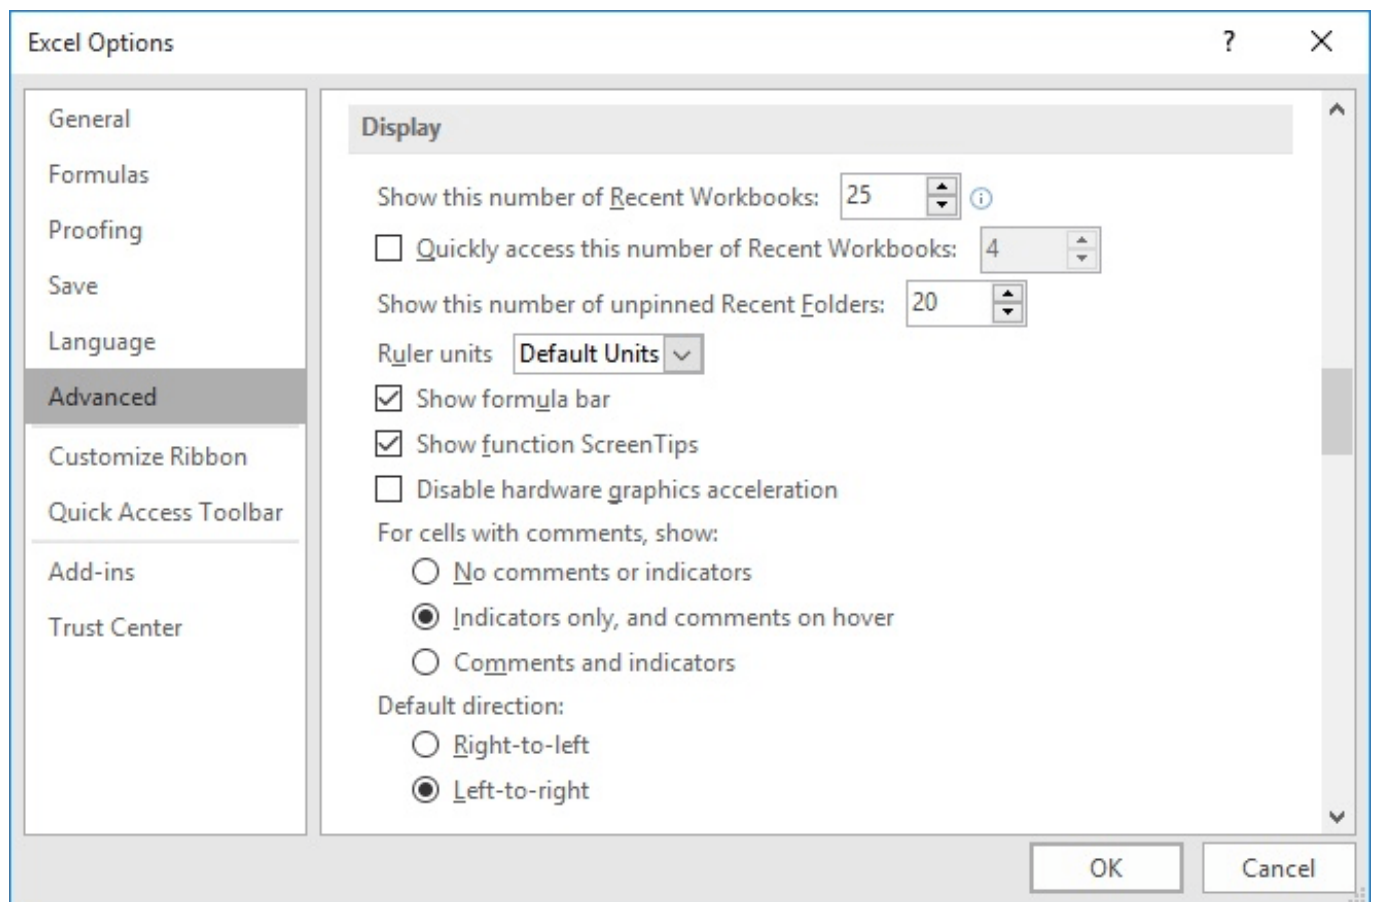 Excel Options
?
General
Formulas
Proofing
Save
Language
Advanced
Customize Ribbon
Quick Access Toolbar
Add-ins
Trust Center
Display
Show this number of Recent Workbooks: 25
Quickly access this number of Recent Workbooks: 4
Show this number of unpinned Recent Folders: 20
Ruler units Default Units
Show formula bar
Show function ScreenTips
Disable hardware graphics acceleration
For cells with comments, show:
No comments or indicators
Indicators only, and comments on hover
Comments and indicators
Default direction:
Right-to-left
Left-to-right
OK Cancel